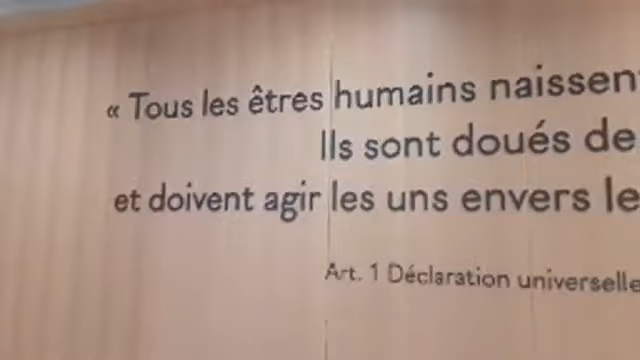 « Tous les êtres humains naissent
Ils sont doués de
et doivent agir les uns envers le
Art. 1 Déclaration universelle